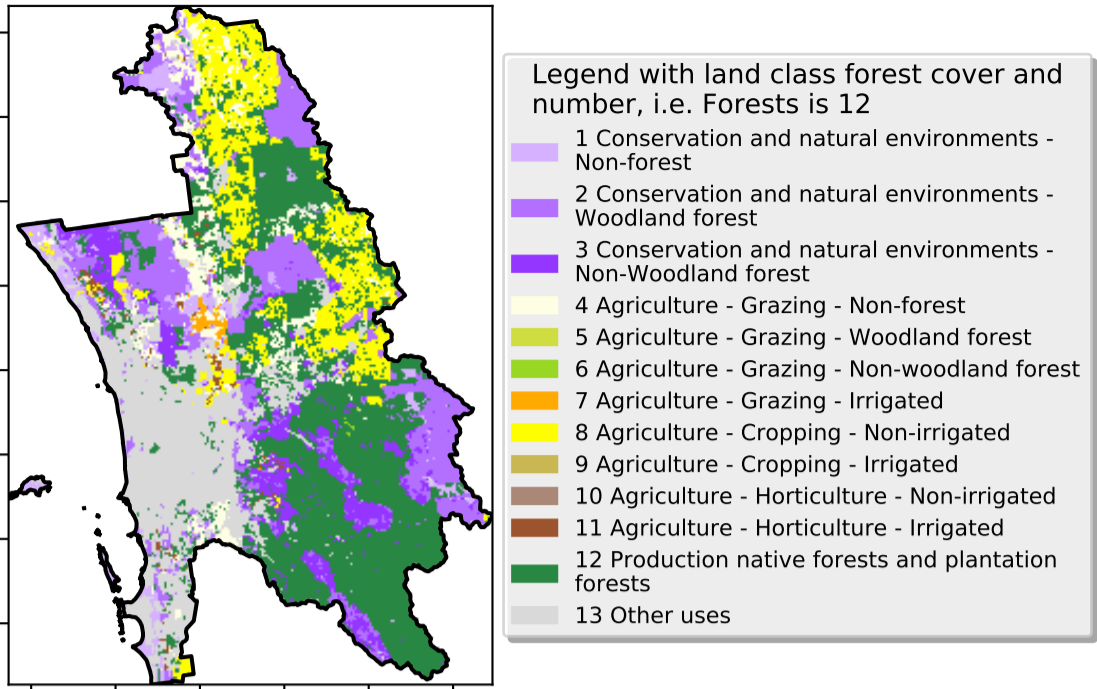 Legend with land class forest cover and
number, i.e. Forests is 12
1 Conservation and natural environments -
Non-forest
2 Conservation and natural environments -
Woodland forest
3 Conservation and natural environments -
Non-Woodland forest
4 Agriculture - Grazing - Non-forest
5 Agriculture - Grazing - Woodland forest
6 Agriculture - Grazing - Non-woodland forest
7 Agriculture - Grazing - Irrigated
8 Agriculture - Cropping - Non-irrigated
9 Agriculture - Cropping - Irrigated
10 Agriculture - Horticulture - Non-irrigated
11 Agriculture - Horticulture - Irrigated
12 Production native forests and plantation
forests
13 Other uses